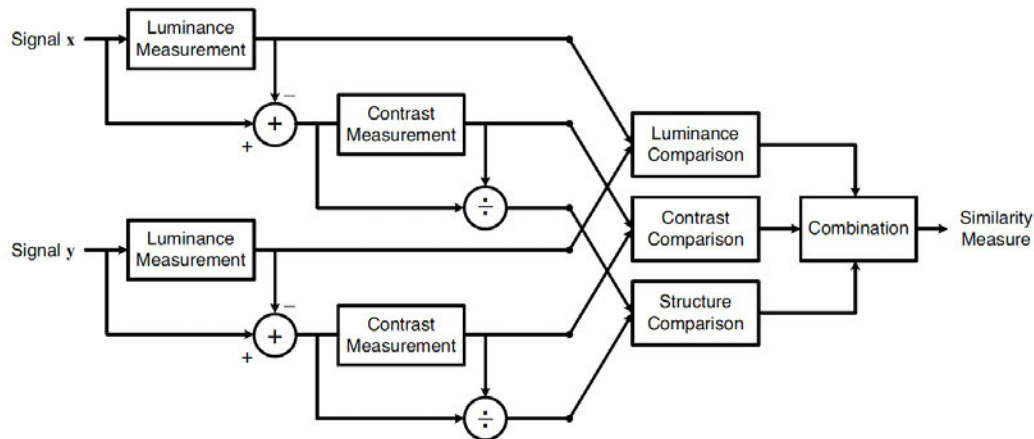 Signal x
Luminance
Measurement
−
+
+
Contrast
Measurement
÷
Luminance
Comparison
Signal y
Luminance
Measurement
−
+
+
Contrast
Measurement
÷
Contrast
Comparison
Structure
Comparison
Combination
Similarity
Measure